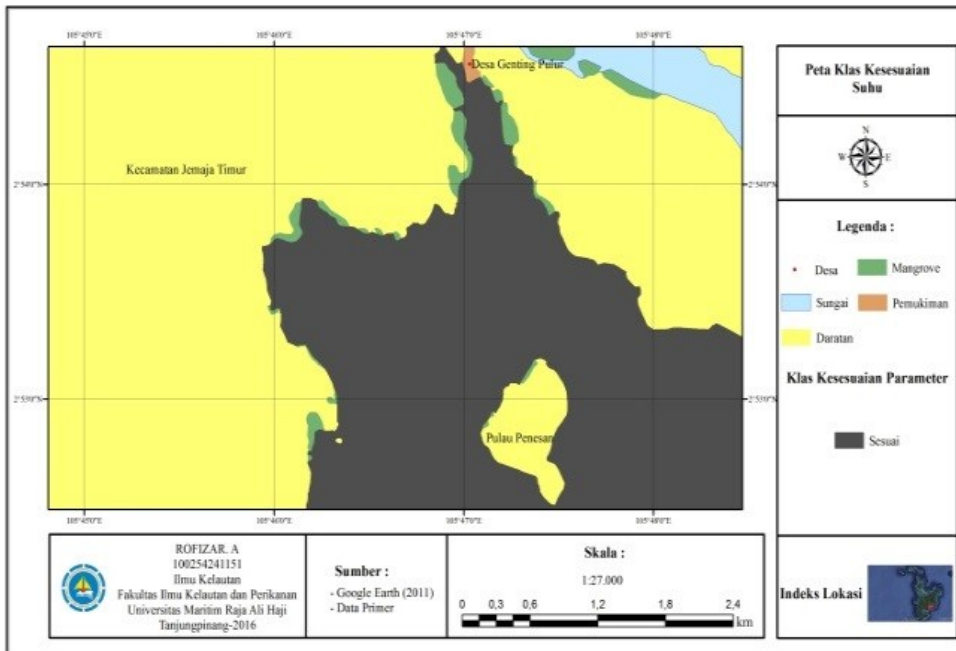 105°45'0"E
105°46'0"E
105°47'0"E
105°48'0"E
Desa Genting Pulur
Kecamatan Jemaja Timur
2°54'0"N
2°54'0"N
2°53'0"N
2°53'0"N
Pulau Penesan
105°45'0"E
105°46'0"E
105°47'0"E
105°48'0"E
Peta Klas Kesesuaian
Suhu
N
W
E
S
Legenda :
Desa
Mangrove
Sungai
Pemukiman
Daratan
Klas Kesesuaian Parameter
Sesuai
ROFIZAR. A
100254241151
Ilmu Kelautan
Fakultas Ilmu Kelautan dan Perikanan
Universitas Maritim Raja Ali Haji
Tanjungpinang-2016
Sumber :
- Google Earth (2011)
- Data Primer
Skala :
1:27.000
0 0,3 0,6 1,2 1,8 2,4
km
Indeks Lokasi